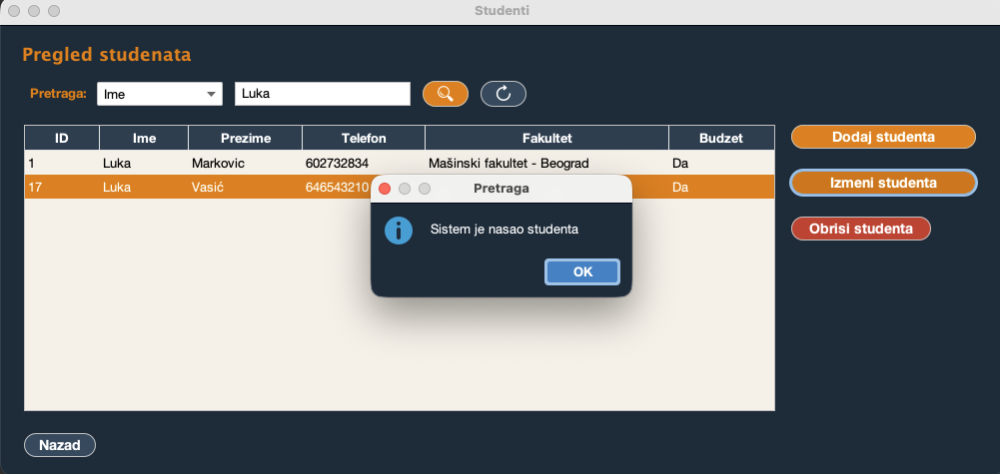 Studenti
Pregled studenata
Pretraga: Ime Luka
ID Ime Prezime Telefon Fakultet Budzet
1 Luka Markovic 602732834 Mašinski fakultet - Beograd Da
17 Luka Vasić 646543210 Da
Dodaj studenta
Izmeni studenta
Obrisi studenta
Pretraga
Sistem je nasao studenta
OK
Nazad